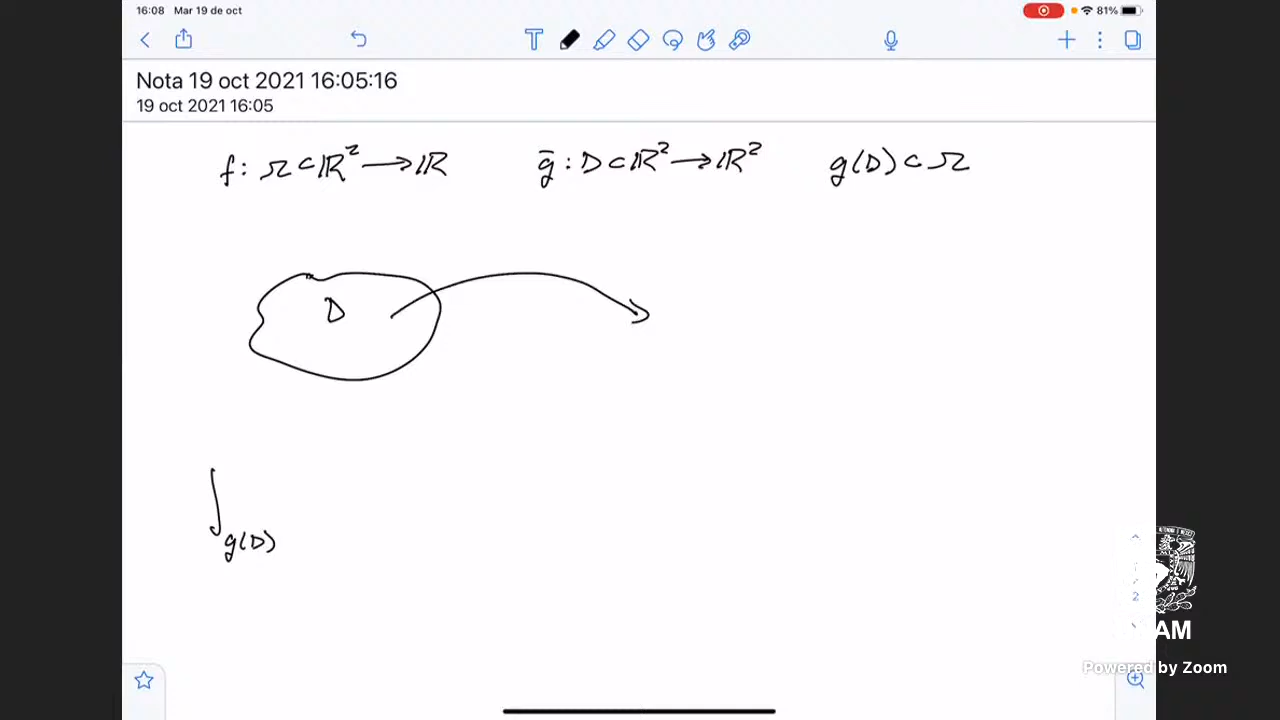 16:08 Mar 19 de oct 81%
Nota 19 oct 2021 16:05:16
19 oct 2021 16:05
f: Ω⊂ℝ² → ℝ ḡ: D⊂ℝ² → ℝ² g(D)⊂Ω
D
∫g(D)
2
Powered by Zoom